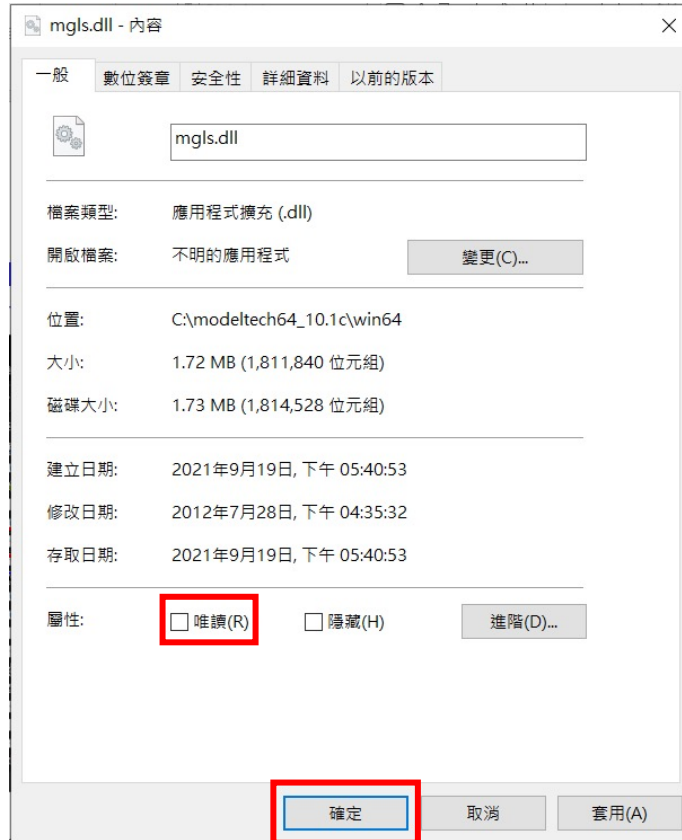 mgls.dll - 內容
一般 數位簽章 安全性 詳細資料 以前的版本
mgls.dll
檔案類型: 應用程式擴充 (.dll)
開啟檔案: 不明的應用程式 變更(C)...
位置: C:\modeltech64_10.1c\win64
大小: 1.72 MB (1,811,840 位元組)
磁碟大小: 1.73 MB (1,814,528 位元組)
建立日期: 2021年9月19日, 下午 05:40:53
修改日期: 2012年7月28日, 下午 04:35:32
存取日期: 2021年9月19日, 下午 05:40:53
屬性: 唯讀(R) 隱藏(H) 進階(D)...
確定 取消 套用(A)